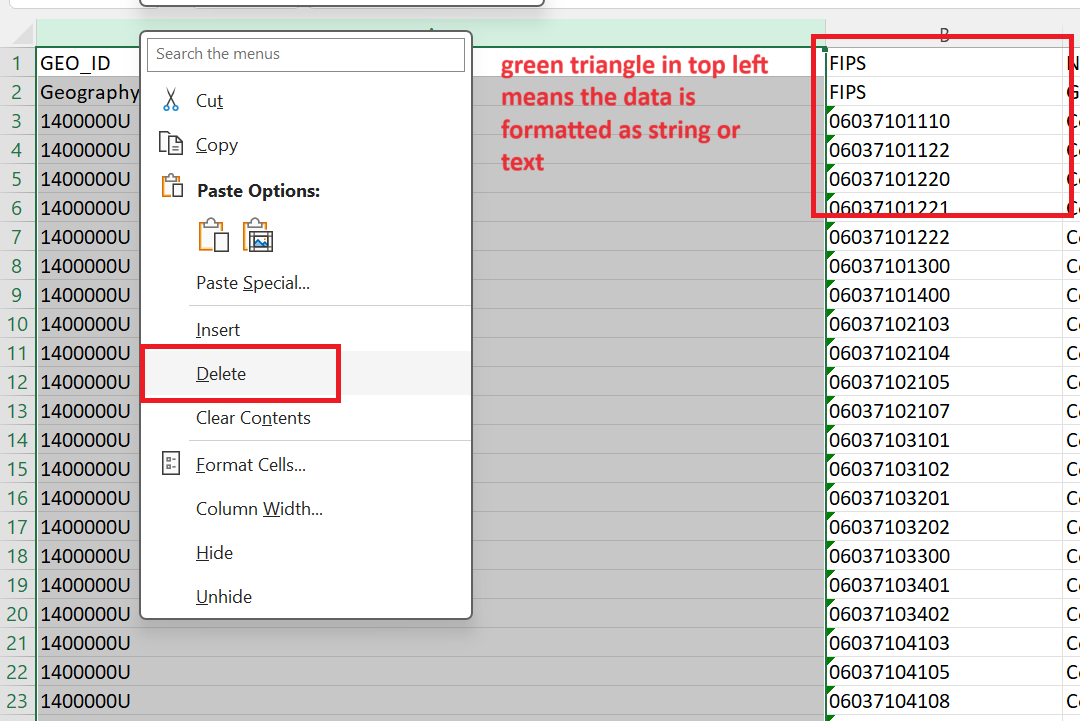 A B
1 GEO_ID FIPS N
2 Geography FIPS G
3 1400000U 06037101110
4 1400000U 06037101122
5 1400000U 06037101220
6 1400000U 06037101221
7 1400000U 06037101222
8 1400000U 06037101300
9 1400000U 06037101400
10 1400000U 06037102103
11 1400000U 06037102104
12 1400000U 06037102105
13 1400000U 06037102107
14 1400000U 06037103101
15 1400000U 06037103102
16 1400000U 06037103201
17 1400000U 06037103202
18 1400000U 06037103300
19 1400000U 06037103401
20 1400000U 06037103402
21 1400000U 06037104103
22 1400000U 06037104105
23 1400000U 06037104108
Search the menus
Cut
Copy
Paste Options:
Paste Special...
Insert
Delete
Clear Contents
Format Cells...
Column Width...
Hide
Unhide
green triangle in top left
means the data is
formatted as string or
text